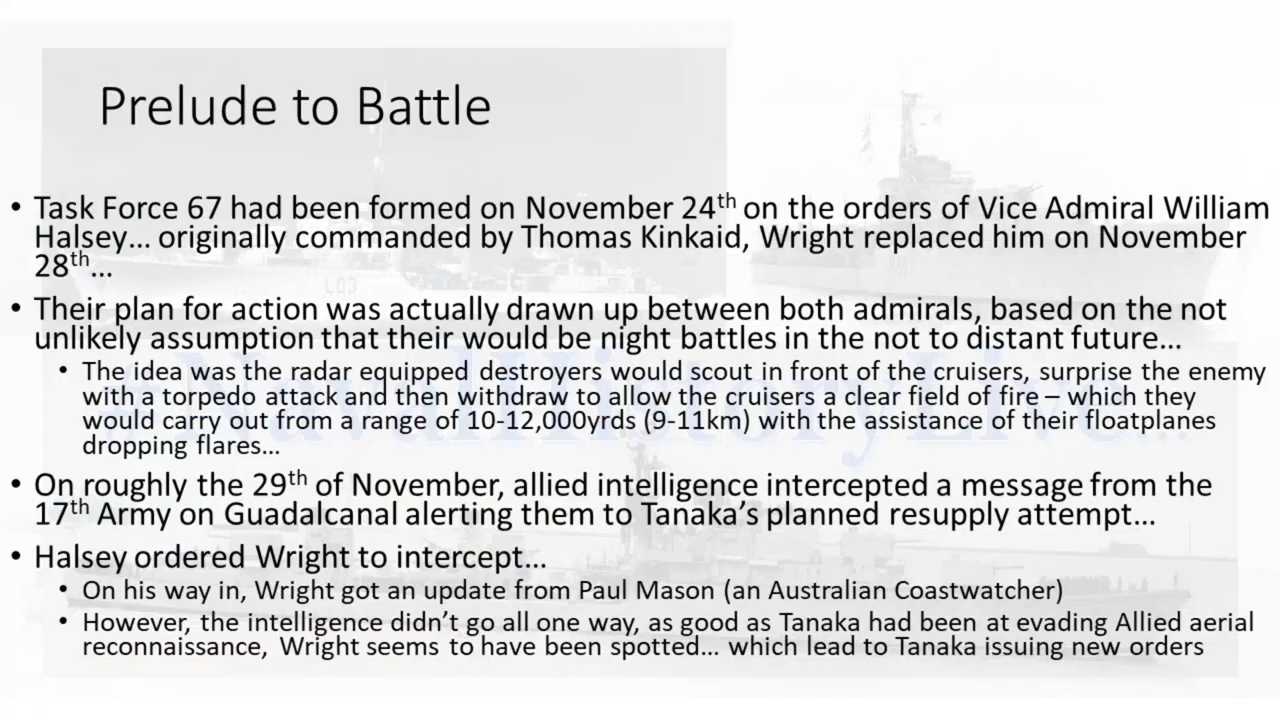 Prelude to Battle
• Task Force 67 had been formed on November 24th on the orders of Vice Admiral William
Halsey… originally commanded by Thomas Kinkaid, Wright replaced him on November
28th…
• Their plan for action was actually drawn up between both admirals, based on the not
unlikely assumption that their would be night battles in the not to distant future…
• The idea was the radar equipped destroyers would scout in front of the cruisers, surprise the enemy
with a torpedo attack and then withdraw to allow the cruisers a clear field of fire – which they
would carry out from a range of 10-12,000yrds (9-11km) with the assistance of their floatplanes
dropping flares…
• On roughly the 29th of November, allied intelligence intercepted a message from the
17th Army on Guadalcanal alerting them to Tanaka's planned resupply attempt…
• Halsey ordered Wright to intercept…
• On his way in, Wright got an update from Paul Mason (an Australian Coastwatcher)
• However, the intelligence didn't go all one way, as good as Tanaka had been at evading Allied aerial
reconnaissance, Wright seems to have been spotted… which lead to Tanaka issuing new orders
L03
#NavalHistoryLive…